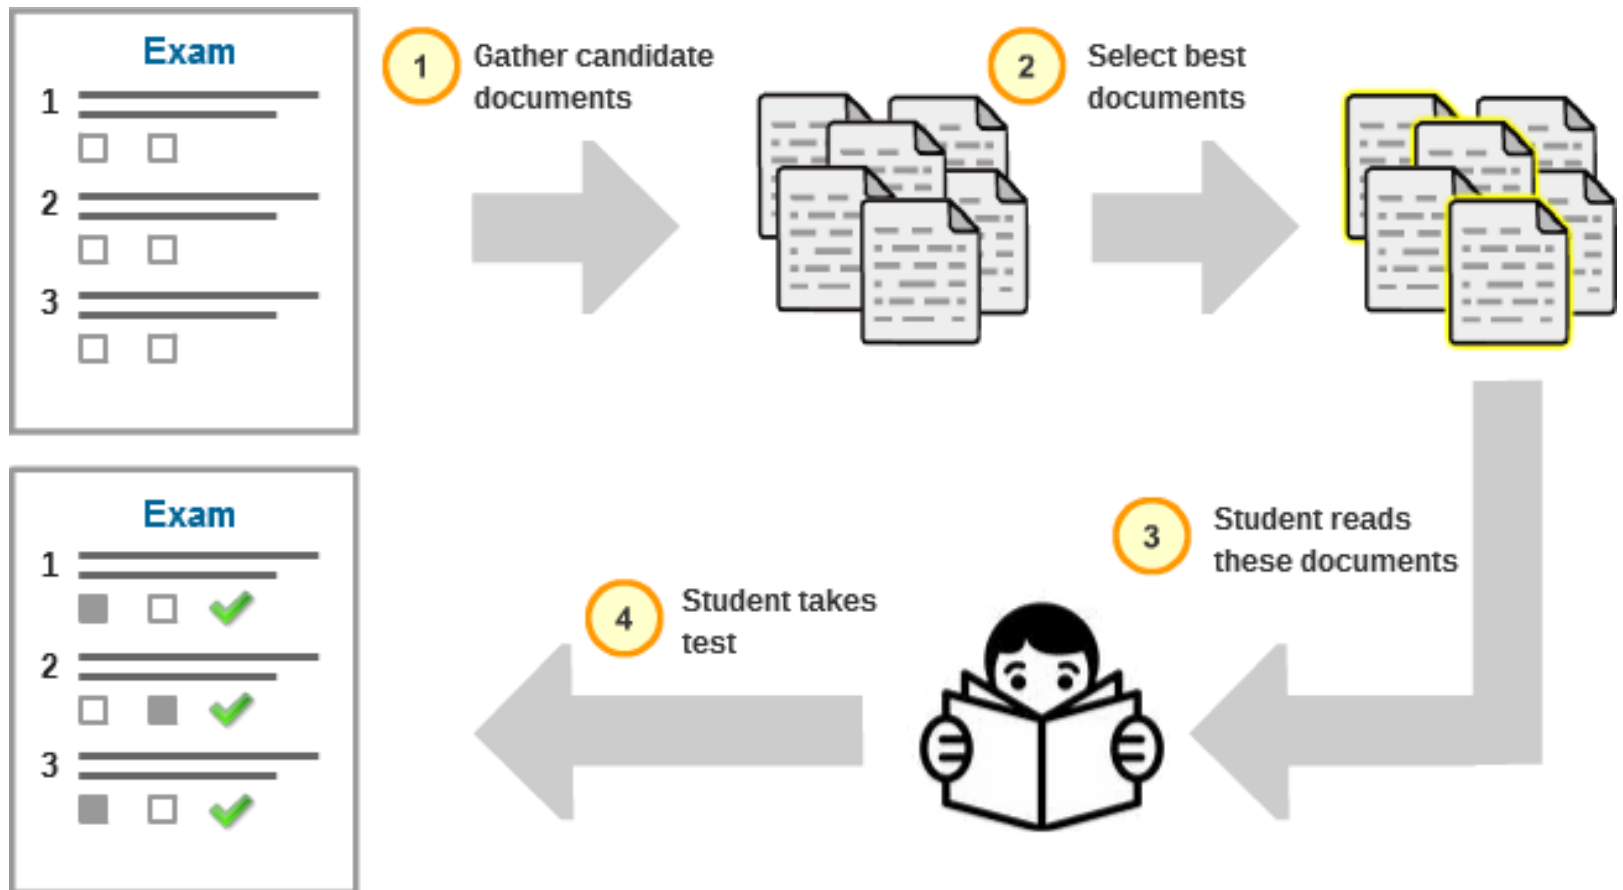 Exam
1
2
3
1
Gather candidate
documents
2
Select best
documents
3
Student reads
these documents
4
Student takes
test
Exam
1
2
3